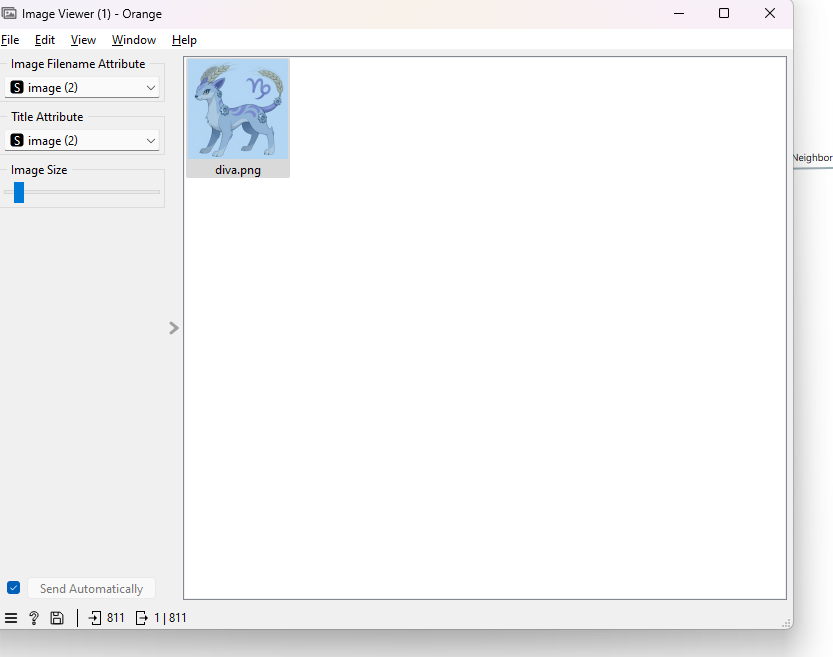 Image Viewer (1) - Orange
File Edit View Window Help
Image Filename Attribute
S image (2)
Title Attribute
S image (2)
Image Size
diva.png
Neighbor
Send Automatically
811 1 | 811